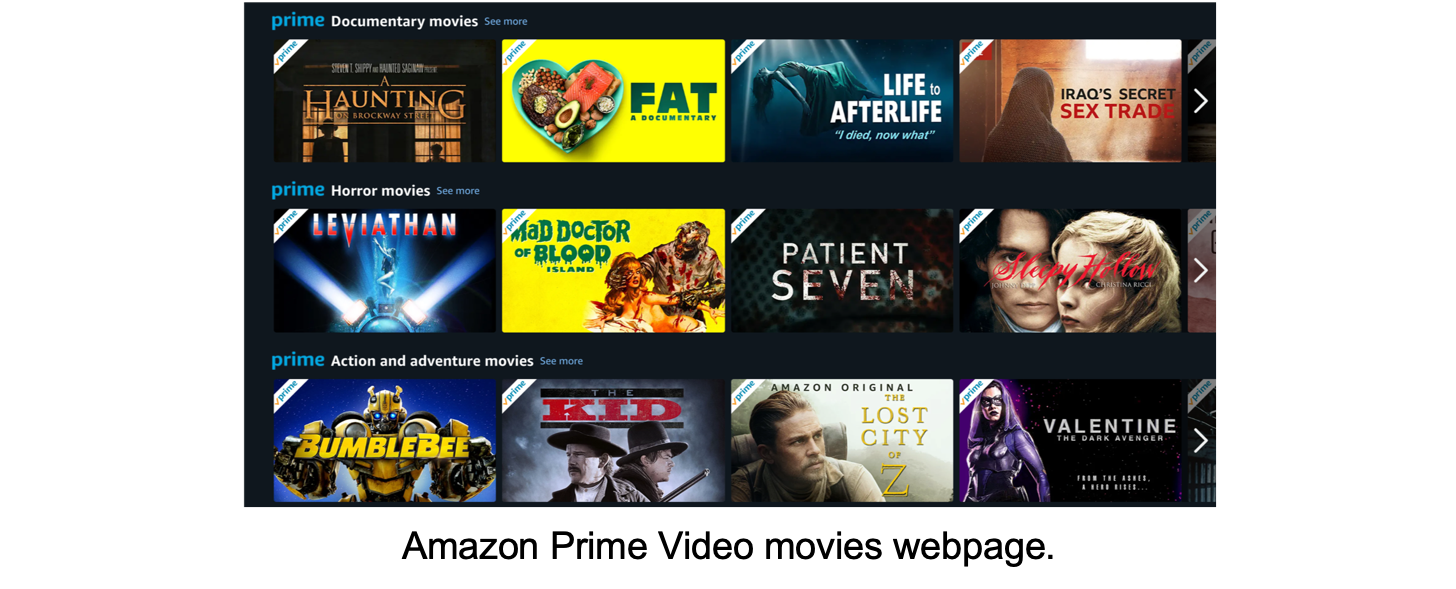 prime Documentary movies See more
prime
STEVEN T. SHIPPY AND HAUNTED SAGINAW PRESENT
A
HAUNTING
ON BROCKWAY STREET
prime
FAT
A DOCUMENTARY
prime
LIFE to
AFTERLIFE
"I died, now what"
prime
IRAQ'S SECRET
SEX TRADE
prime Horror movies See more
prime
LEVIATHAN
prime
MAD DOCTOR
OF BLOOD
ISLAND
prime
PATIENT
SEVEN
prime
Sleepy Hollow
JOHNNY DEPP
CHRISTINA RICCI
prime Action and adventure movies See more
prime
BUMBLEBEE
prime
THE
KID
prime
AMAZON ORIGINAL
THE
LOST
CITY
OF
Z
prime
VALENTINE
THE DARK AVENGER
FROM THE ASHES,
A HERO RISES...
Amazon Prime Video movies webpage.